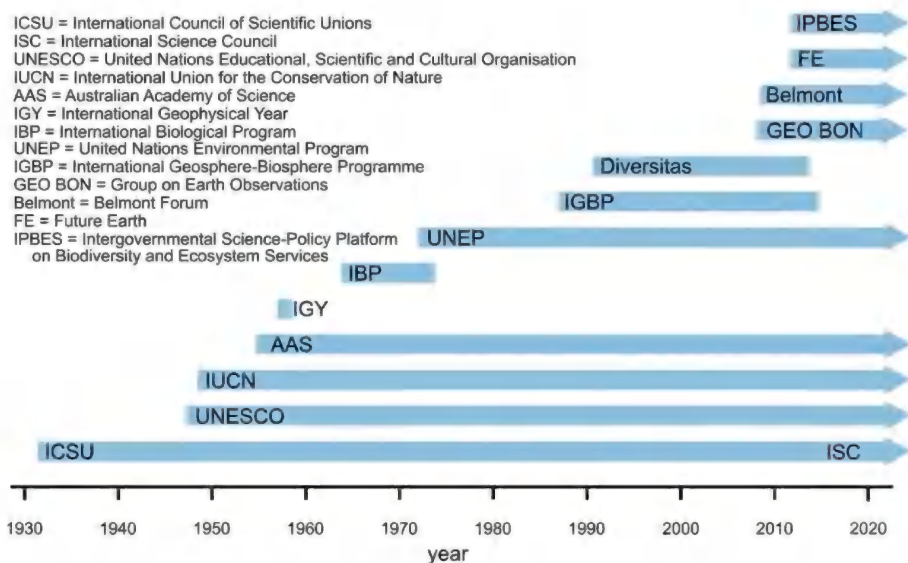 ICSU = International Council of Scientific Unions
ISC = International Science Council
UNESCO = United Nations Educational, Scientific and Cultural Organisation
IUCN = International Union for the Conservation of Nature
AAS = Australian Academy of Science
IGY = International Geophysical Year
IBP = International Biological Program
UNEP = United Nations Environmental Program
IGBP = International Geosphere-Biosphere Programme
GEO BON = Group on Earth Observations
Belmont = Belmont Forum
FE = Future Earth
IPBES = Intergovernmental Science-Policy Platform
on Biodiversity and Ecosystem Services
IPBES
FE
Belmont
GEO BON
Diversitas
IGBP
UNEP
IBP
IGY
AAS
IUCN
UNESCO
ICSU ISC
1930 1940 1950 1960 1970 1980 1990 2000 2010 2020
year